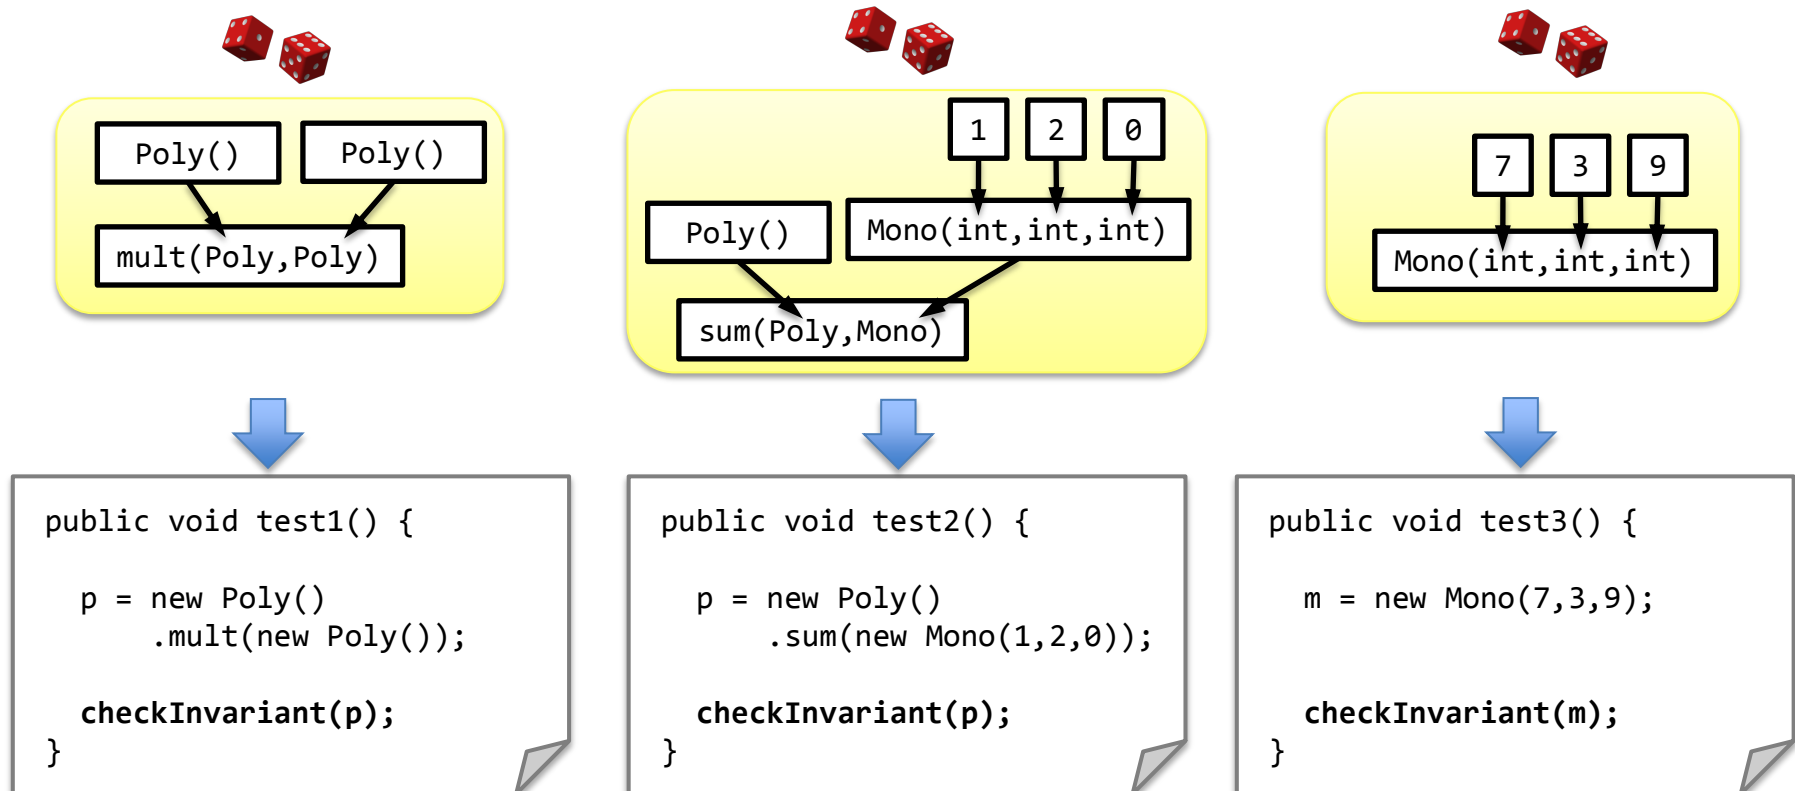 Poly()
Poly()
mult(Poly,Poly)
1
2
0
Poly()
Mono(int,int,int)
sum(Poly,Mono)
7
3
9
Mono(int,int,int)
public void test1() {
p = new Poly()
.mult(new Poly());
checkInvariant(p);
}
public void test2() {
p = new Poly()
.sum(new Mono(1,2,0));
checkInvariant(p);
}
public void test3() {
m = new Mono(7,3,9);
checkInvariant(m);
}